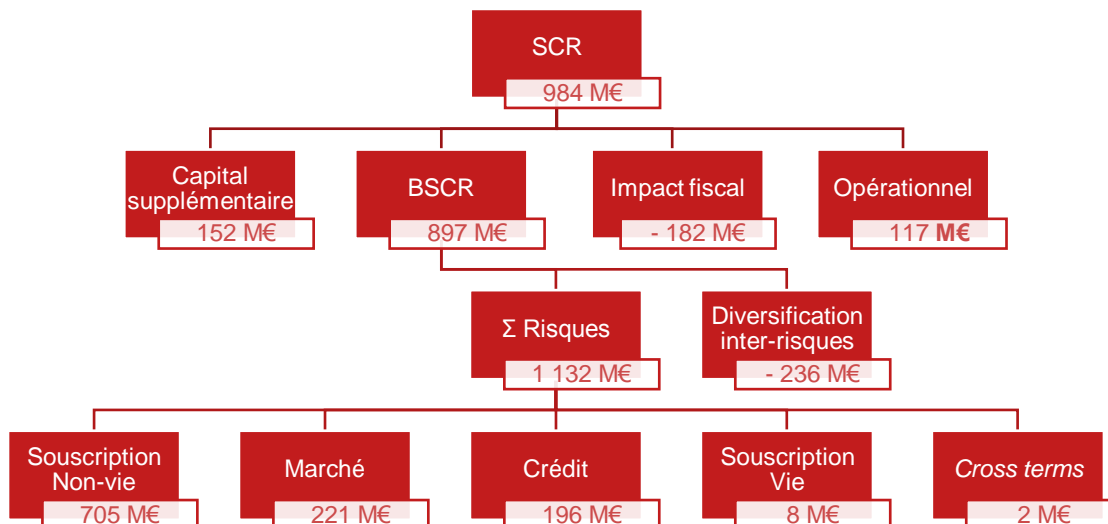 SCR
984 M€
Capital
supplémentaire
152 M€
BSCR
897 M€
Impact fiscal
- 182 M€
Opérationnel
117 M€
Σ Risques
1 132 M€
Diversification
inter-risques
- 236 M€
Souscription
Non-vie
705 M€
Marché
221 M€
Crédit
196 M€
Souscription
Vie
8 M€
Cross terms
2 M€